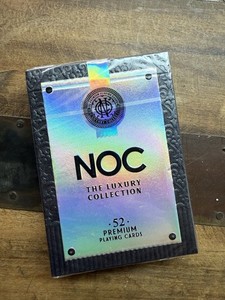 NOC
THE LUXURY
COLLECTION
·52·
PREMIUM
PLAYING CARDS